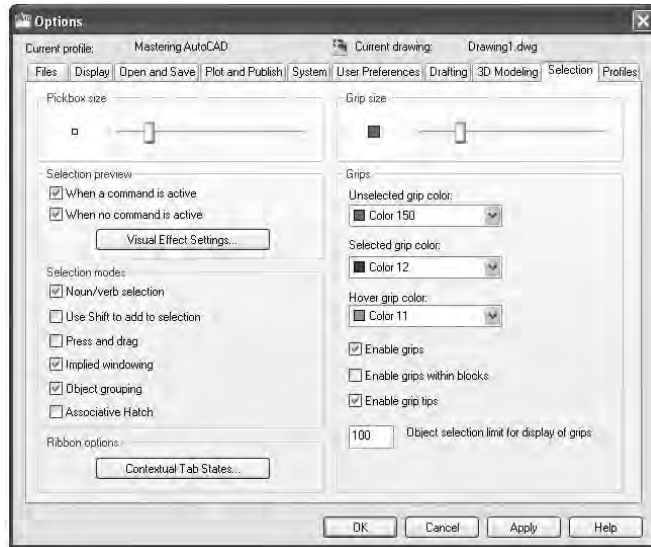 Options
Current profile: Mastering AutoCAD Current drawing: Drawing1.dwg
Files Display Open and Save Plot and Publish System User Preferences Drafting 3D Modeling Selection Profiles
Pickbox size
Grip size
Selection preview
When a command is active
When no command is active
Visual Effect Settings...
Selection modes
Noun/verb selection
Use Shift to add to selection
Press and drag
Implied windowing
Object grouping
Associative Hatch
Ribbon options
Contextual Tab States...
Grips
Unselected grip color:
Color 150
Selected grip color:
Color 12
Hover grip color:
Color 11
Enable grips
Enable grips within blocks
Enable grip tips
100 Object selection limit for display of grips
OK Cancel Apply Help